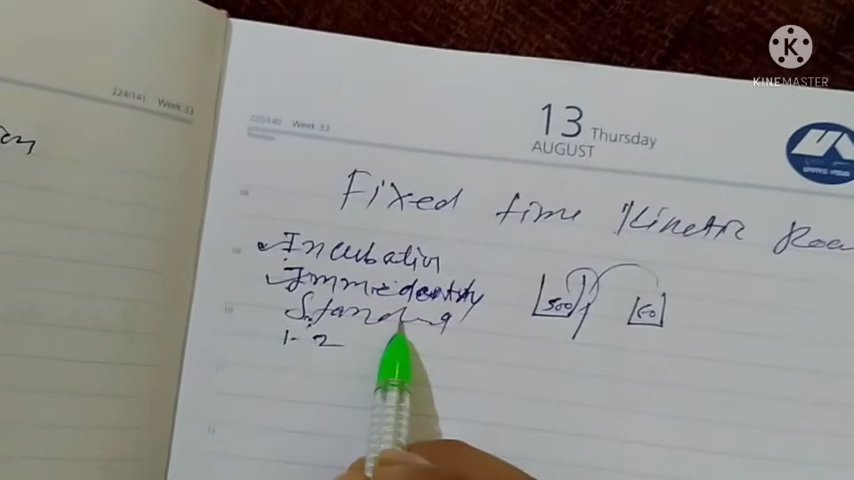 KINEMASTER
224/141 Week 33
225/140 Week 33
13 Thursday
AUGUST
Fixed time Kinetic
Incubation
Immediately
Standing
1-2
500
50